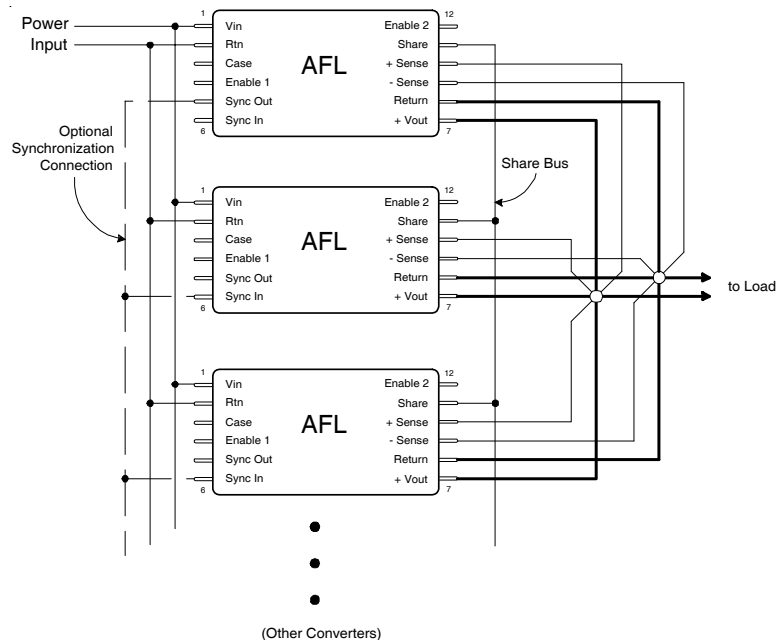 Power
Input
1
Vin
Rtn
Case
Enable 1
Sync Out
Sync In
6
AFL
12
Enable 2
Share
+ Sense
- Sense
Return
+ Vout
7
Optional
Synchronization
Connection
Share Bus
1
Vin
Rtn
Case
Enable 1
Sync Out
Sync In
6
AFL
12
Enable 2
Share
+ Sense
- Sense
Return
+ Vout
7
to Load
1
Vin
Rtn
Case
Enable 1
Sync Out
Sync In
6
AFL
12
Enable 2
Share
+ Sense
- Sense
Return
+ Vout
7
(Other Converters)